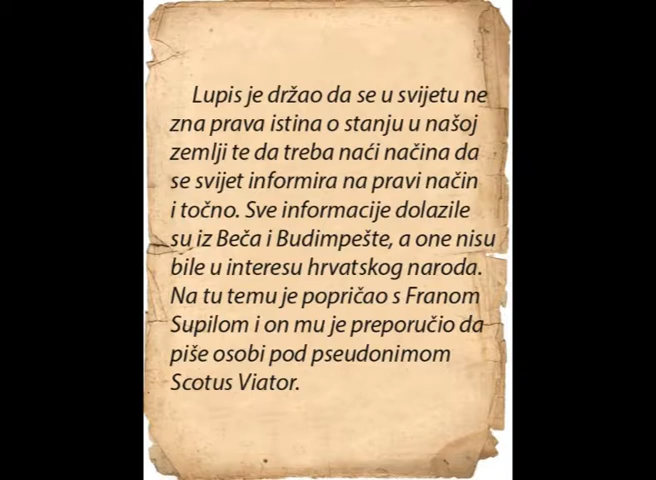 Lupis je držao da se u svijetu ne
zna prava istina o stanju u našoj
zemlji te da treba naći načina da
se svijet informira na pravi način
i točno. Sve informacije dolazile
su iz Beča i Budimpešte, a one nisu
bile u interesu hrvatskog naroda.
Na tu temu je popričao s Franom
Supilom i on mu je preporučio da
piše osobi pod pseudonimom
Scotus Viator.